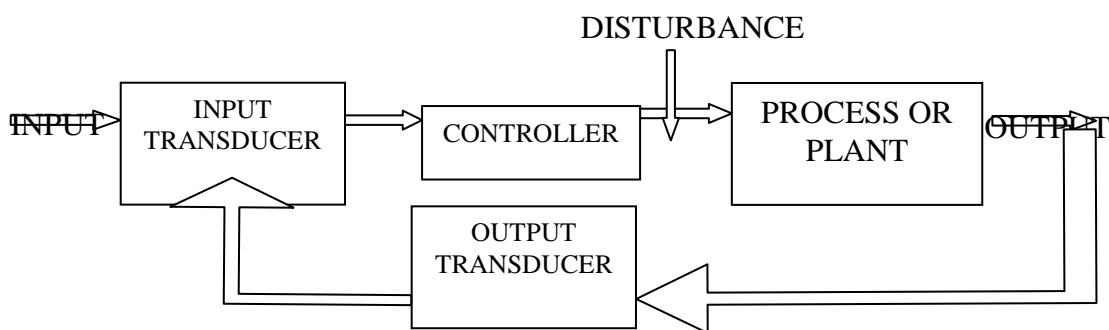 DISTURBANCE
INPUT
INPUT
TRANSDUCER
CONTROLLER
PROCESS OR
PLANT
OUTPUT
OUTPUT
TRANSDUCER